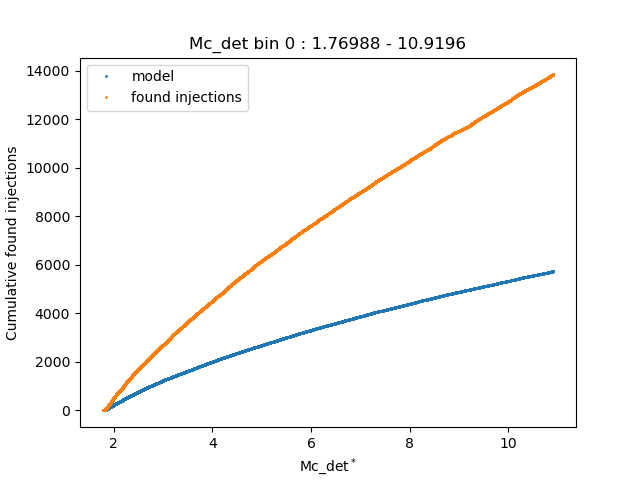 Mc_det bin 0 : 1.76988 - 10.9196
model
found injections
14000
12000
10000
8000
6000
4000
2000
0
Cumulative found injections
2
4
6
8
10
Mc_det*